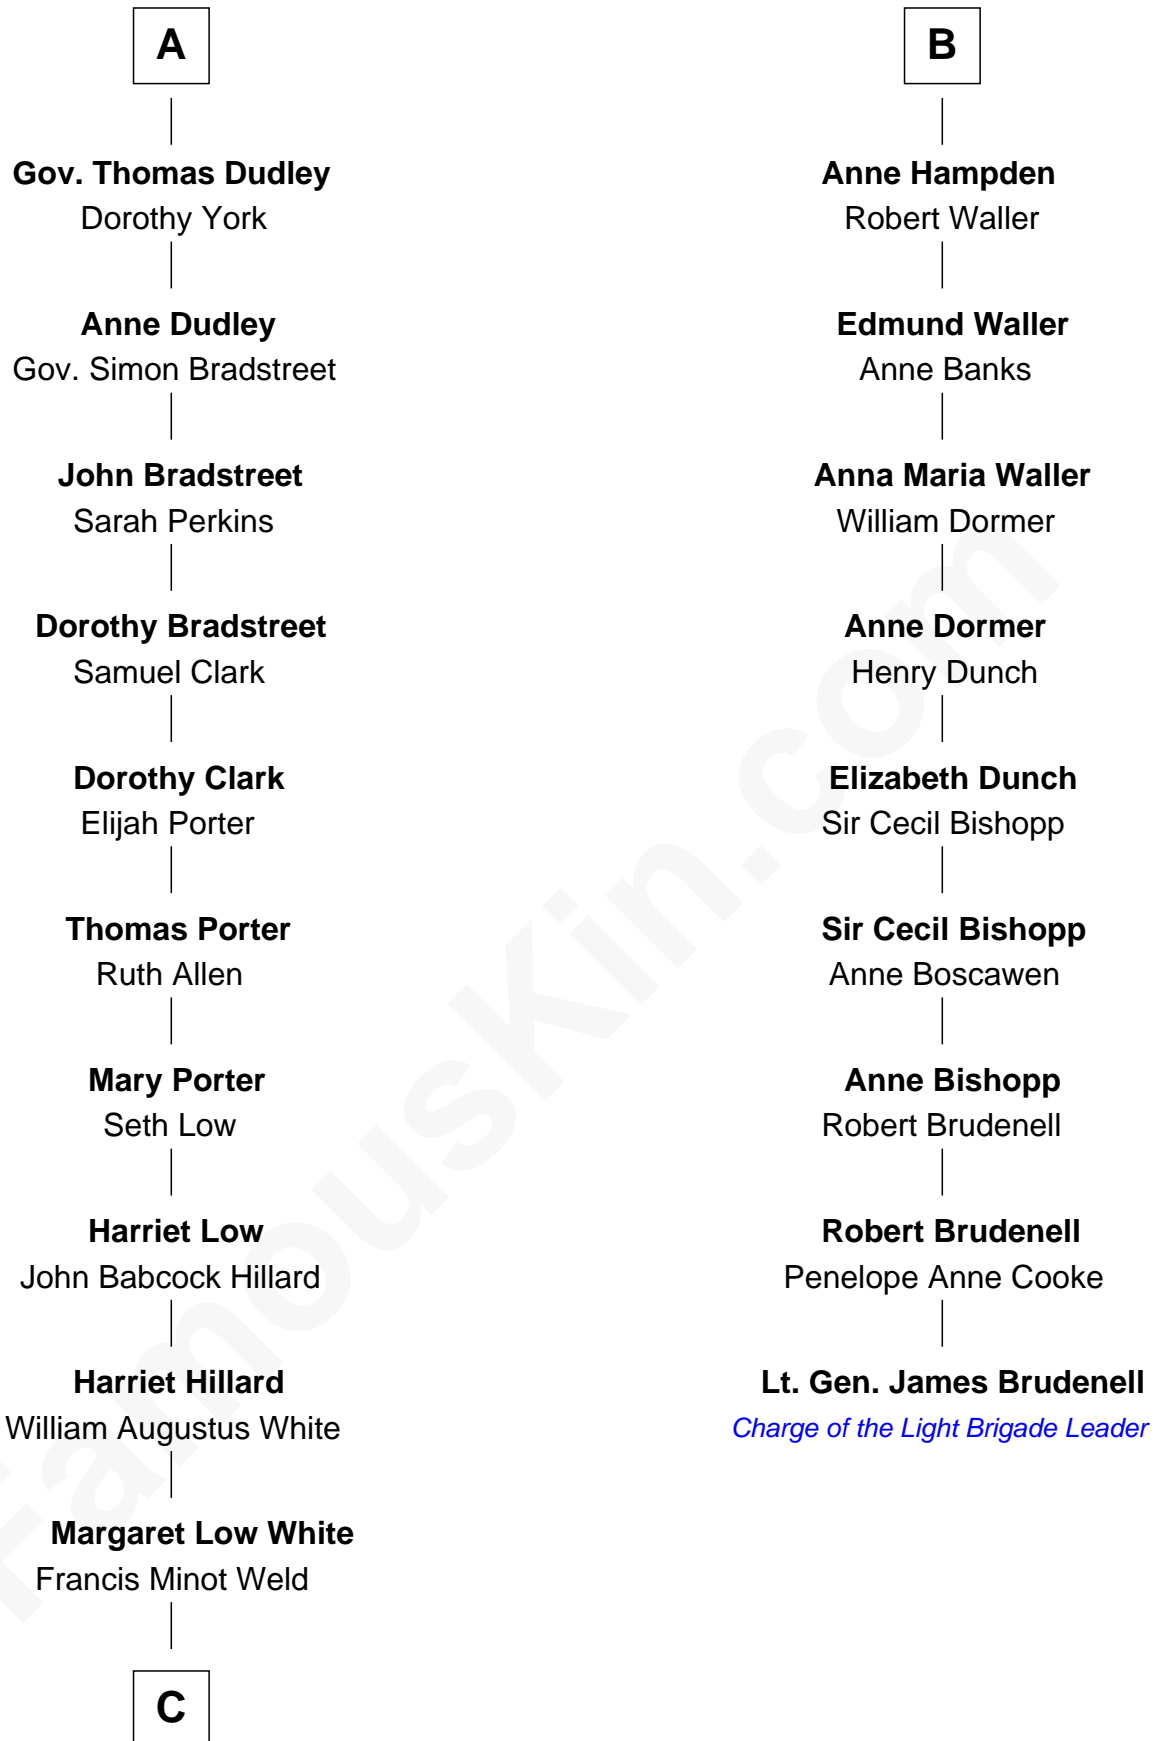 A
Gov. Thomas Dudley
Dorothy York
Anne Dudley
Gov. Simon Bradstreet
John Bradstreet
Sarah Perkins
Dorothy Bradstreet
Samuel Clark
Dorothy Clark
Elijah Porter
Thomas Porter
Ruth Allen
Mary Porter
Seth Low
Harriet Low
John Babcock Hillard
Harriet Hillard
William Augustus White
Margaret Low White
Francis Minot Weld
C
B
Anne Hampden
Robert Waller
Edmund Waller
Anne Banks
Anna Maria Waller
William Dormer
Anne Dormer
Henry Dunch
Elizabeth Dunch
Sir Cecil Bishopp
Sir Cecil Bishopp
Anne Boscawen
Anne Bishopp
Robert Brudenell
Robert Brudenell
Penelope Anne Cooke
Lt. Gen. James Brudenell
Charge of the Light Brigade Leader
FamousKin.com